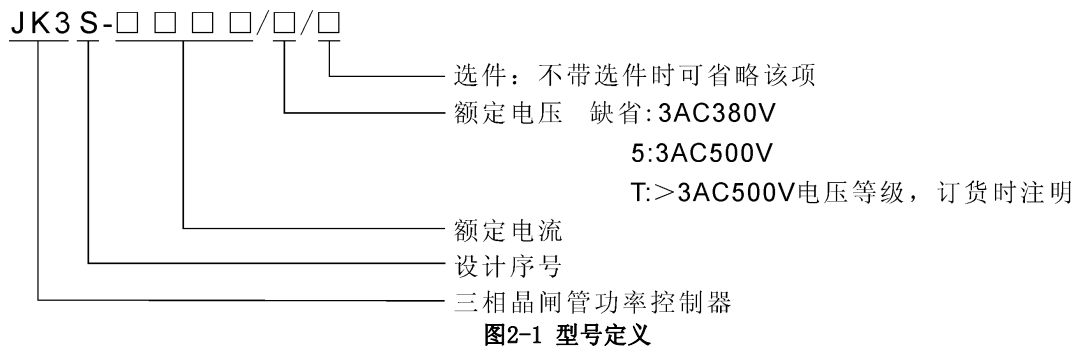 JK3S-□□□□/□/□
选件：不带选件时可省略该项
额定电压 缺省:3AC380V
5:3AC500V
T:＞3AC500V电压等级，订货时注明
额定电流
设计序号
三相晶闸管功率控制器
图2-1 型号定义